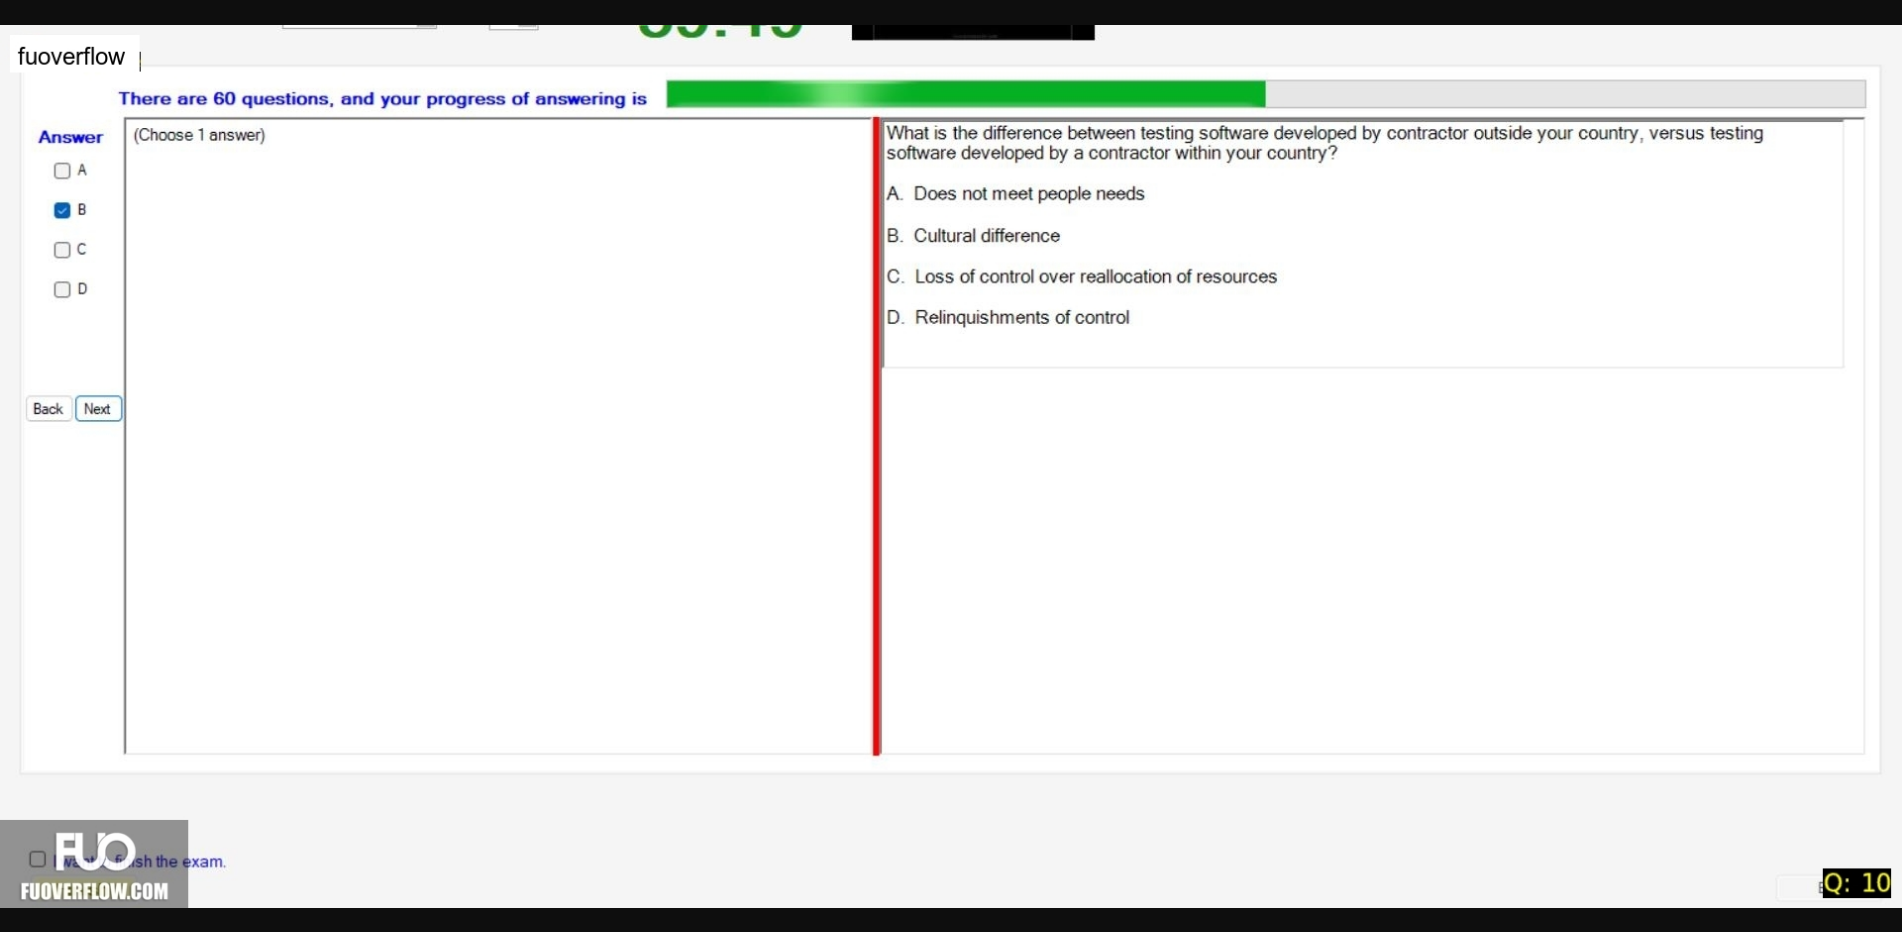 fuoverflow
There are 60 questions, and your progress of answering is
Answer
(Choose 1 answer)
A
B
C
D
Back
Next
What is the difference between testing software developed by contractor outside your country, versus testing
software developed by a contractor within your country?
A. Does not meet people needs
B. Cultural difference
C. Loss of control over reallocation of resources
D. Relinquishments of control
FUO
FUOVERFLOW.COM
the exam.
Q: 10